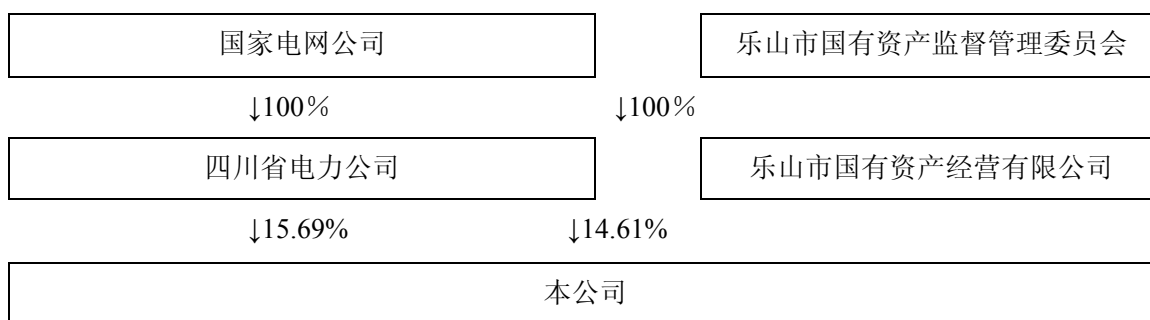 国家电网公司 乐山市国有资产监督管理委员会
↓100％ ↓100％
四川省电力公司 乐山市国有资产经营有限公司
↓15.69% ↓14.61%
本公司